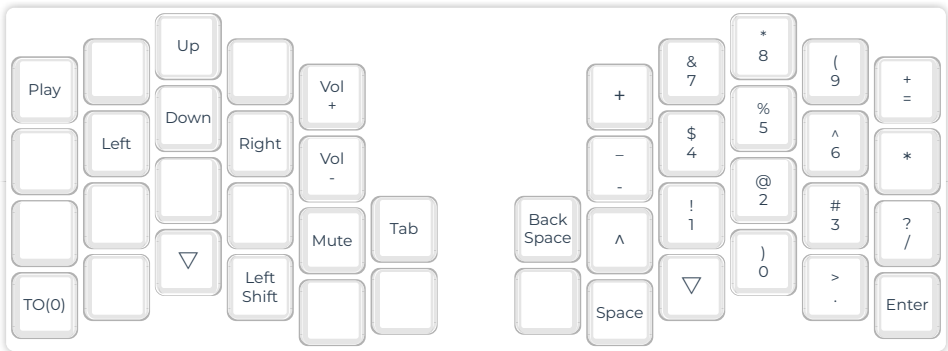 Play
Up
Left
Down
Right
Vol
+
Vol
-
Mute
Tab
TO(0)
▽
Left
Shift
Back
Space
+
_
-
^
Space
&
7
$
4
!
1
▽
*
8
%
5
@
2
)
0
(
9
^
6
#
3
>
.
+
=
*
?
/
Enter